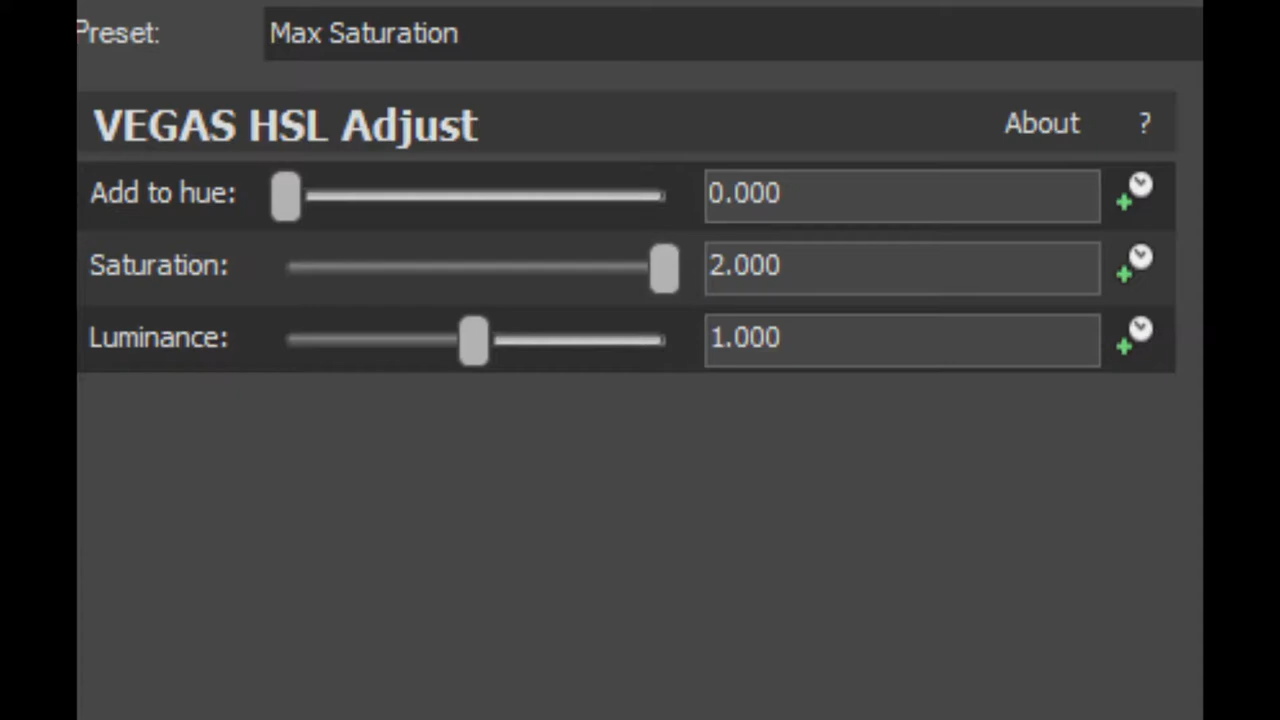 Preset: Max Saturation
VEGAS HSL Adjust About ?
Add to hue: 0.000
Saturation: 2.000
Luminance: 1.000